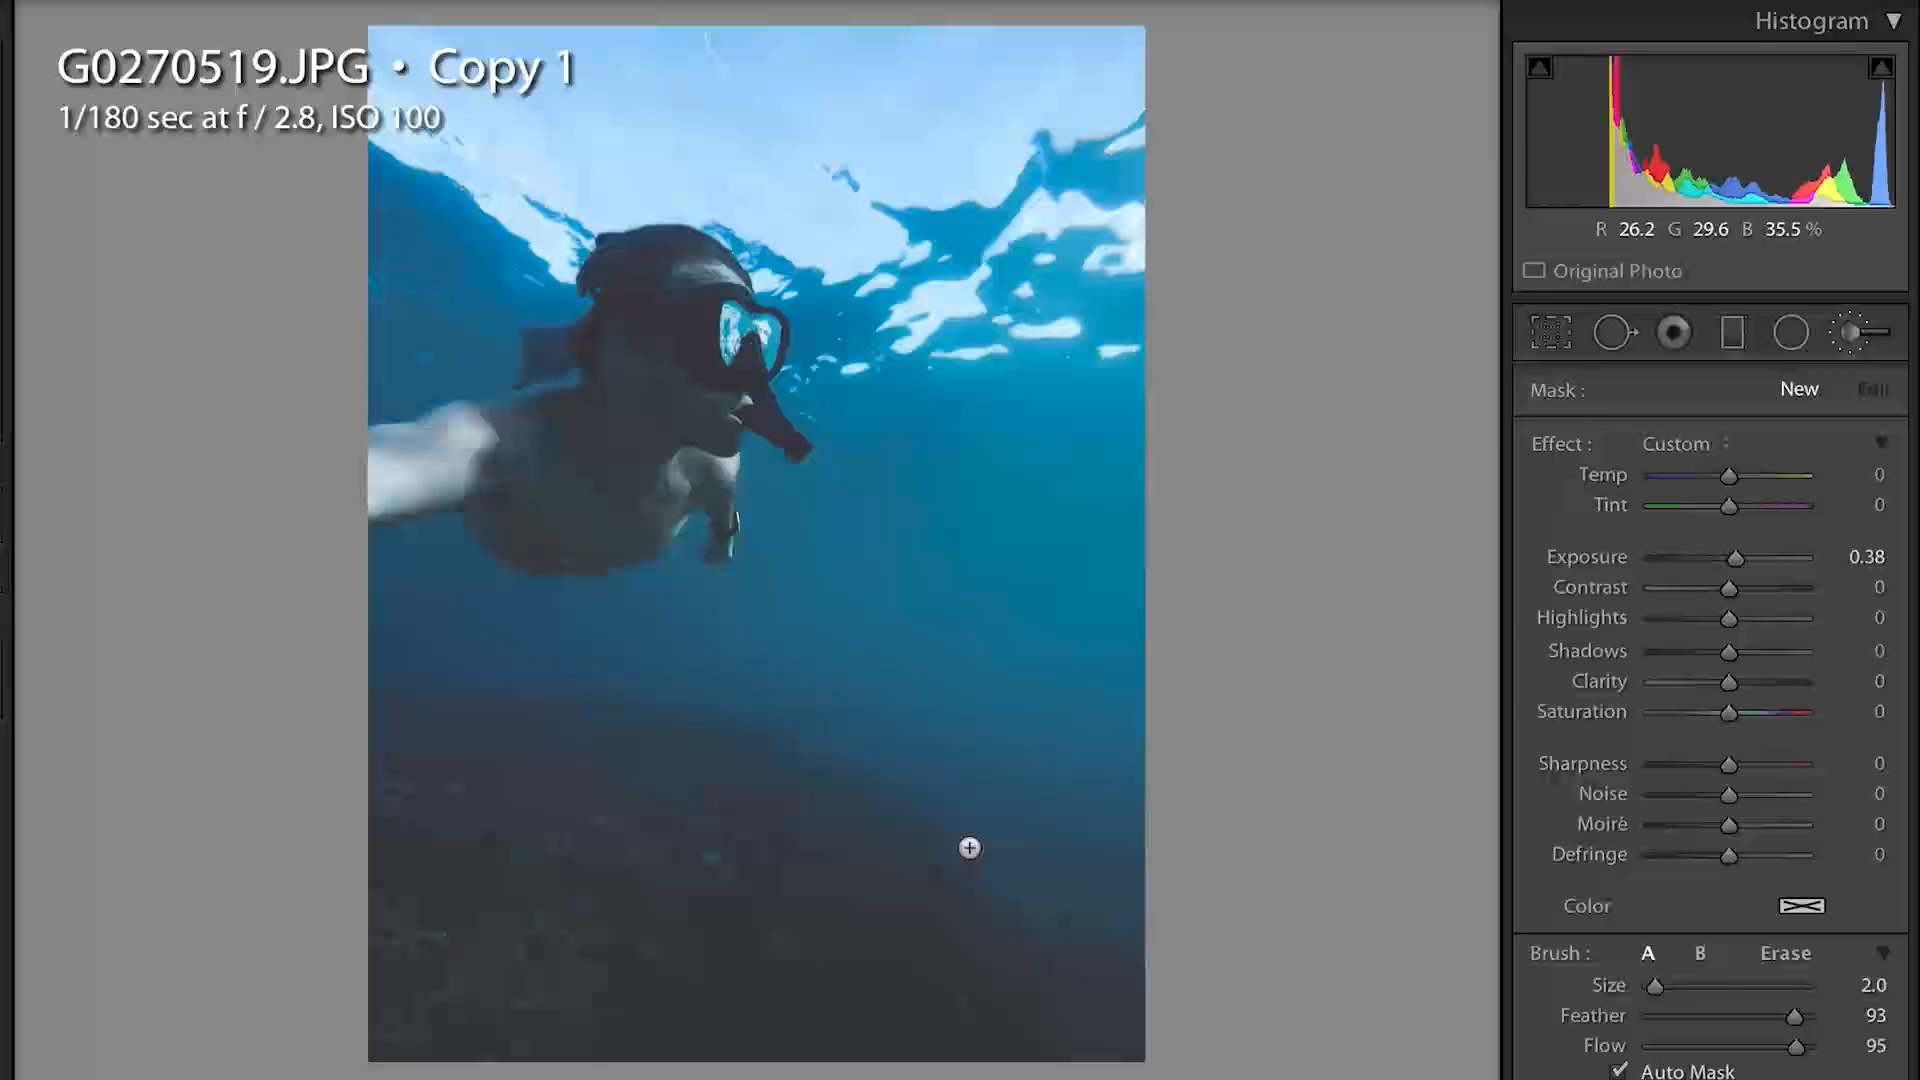 Histogram
G0270519.JPG • Copy 1
1/180 sec at f / 2.8, ISO 100
R 26.2 G 29.6 B 35.5 %
Original Photo
Mask : New Edit
Effect : Custom
Temp 0
Tint 0
Exposure 0.38
Contrast 0
Highlights 0
Shadows 0
Clarity 0
Saturation 0
Sharpness 0
Noise 0
Moiré 0
Defringe 0
Color
Brush : A B Erase
Size 2.0
Feather 93
Flow 95
Auto Mask